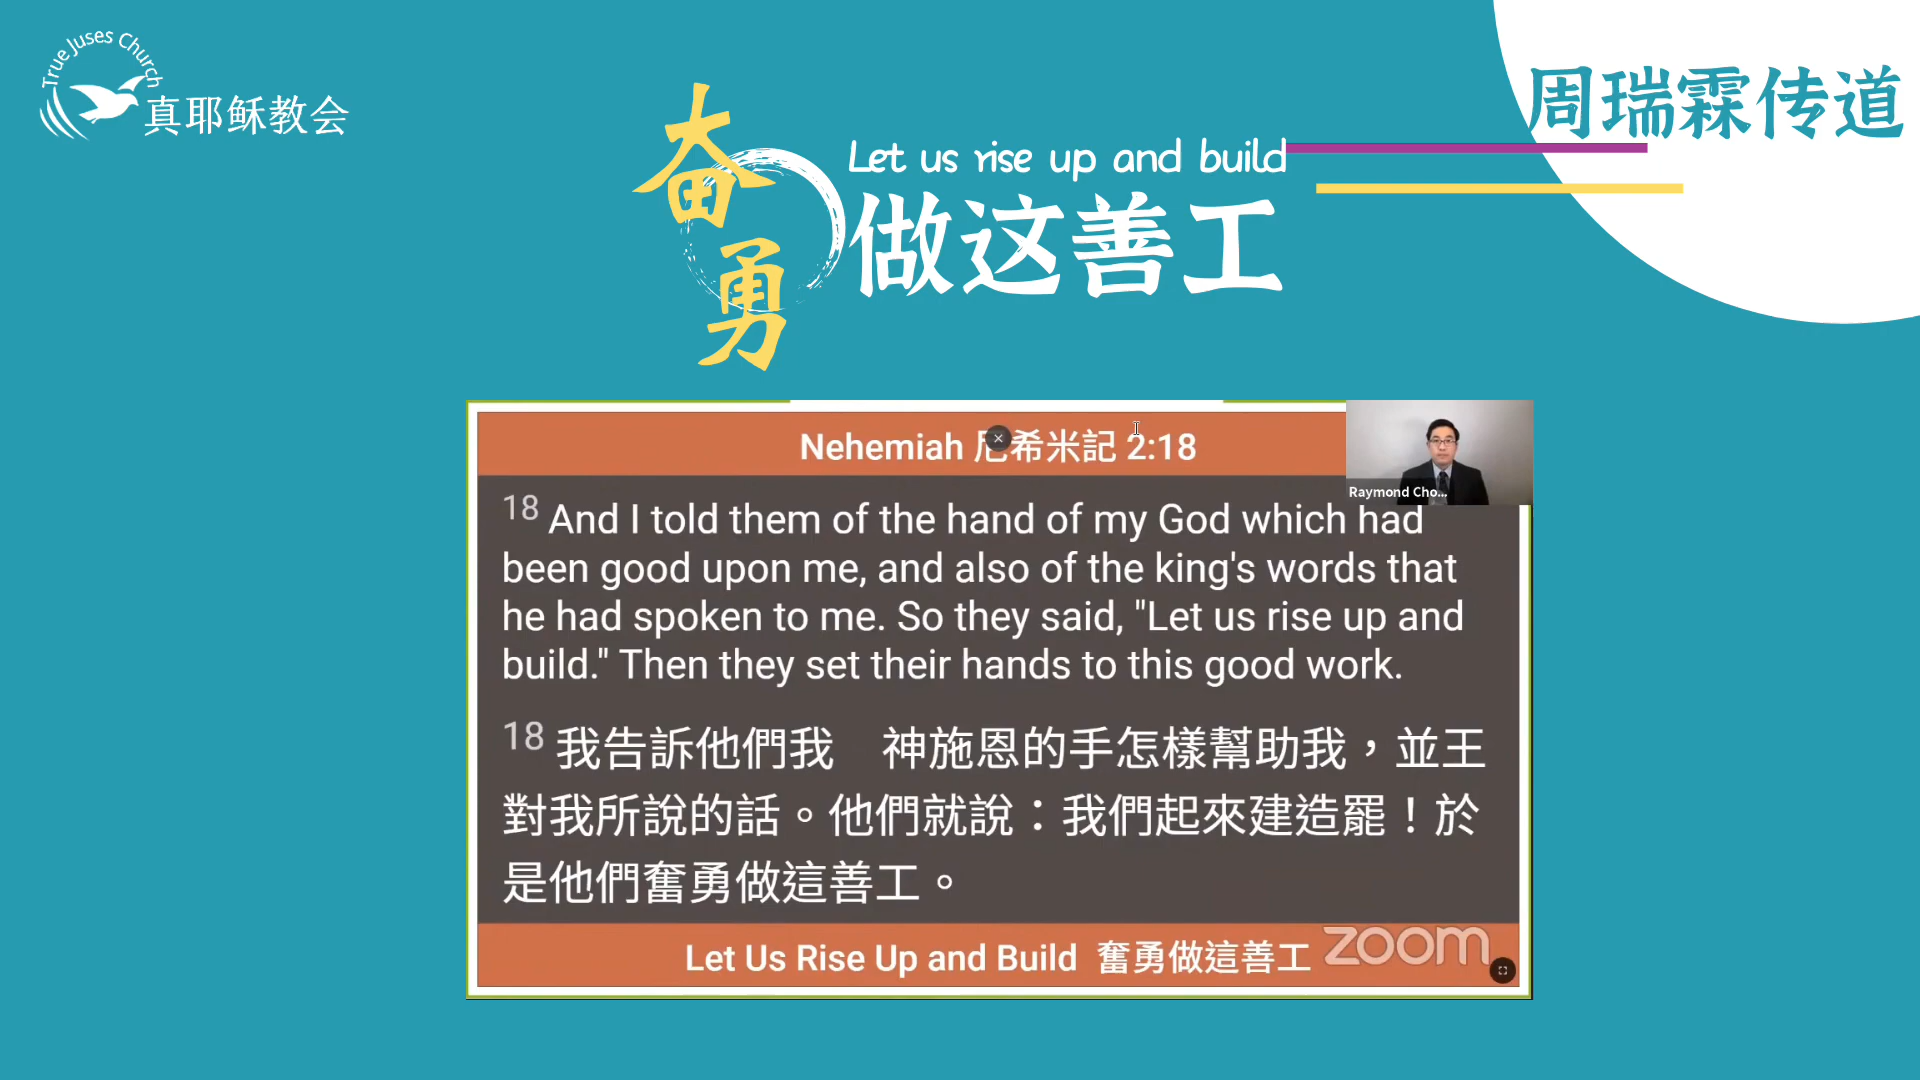 True Juses Church
真耶稣教会
周瑞霖传道
奋勇
Let us rise up and build
做这善工
Nehemiah 尼希米記 2:18
Raymond Cho...
18 And I told them of the hand of my God which had
been good upon me, and also of the king's words that
he had spoken to me. So they said, "Let us rise up and
build." Then they set their hands to this good work.
18 我告訴他們我　神施恩的手怎樣幫助我，並王
對我所說的話。他們就說：我們起來建造罷！於
是他們奮勇做這善工。
Let Us Rise Up and Build 奮勇做這善工
zoom